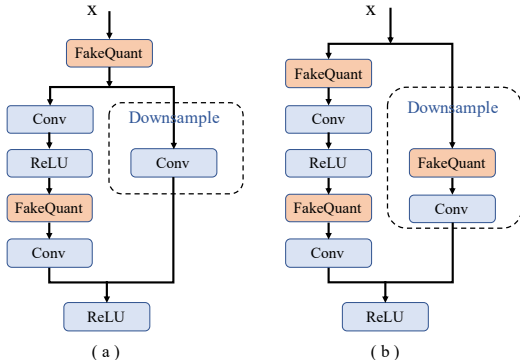 x
FakeQuant
Conv
ReLU
FakeQuant
Conv
Downsample
Conv
ReLU
( a )
x
FakeQuant
Conv
ReLU
FakeQuant
Conv
Downsample
FakeQuant
Conv
ReLU
( b )